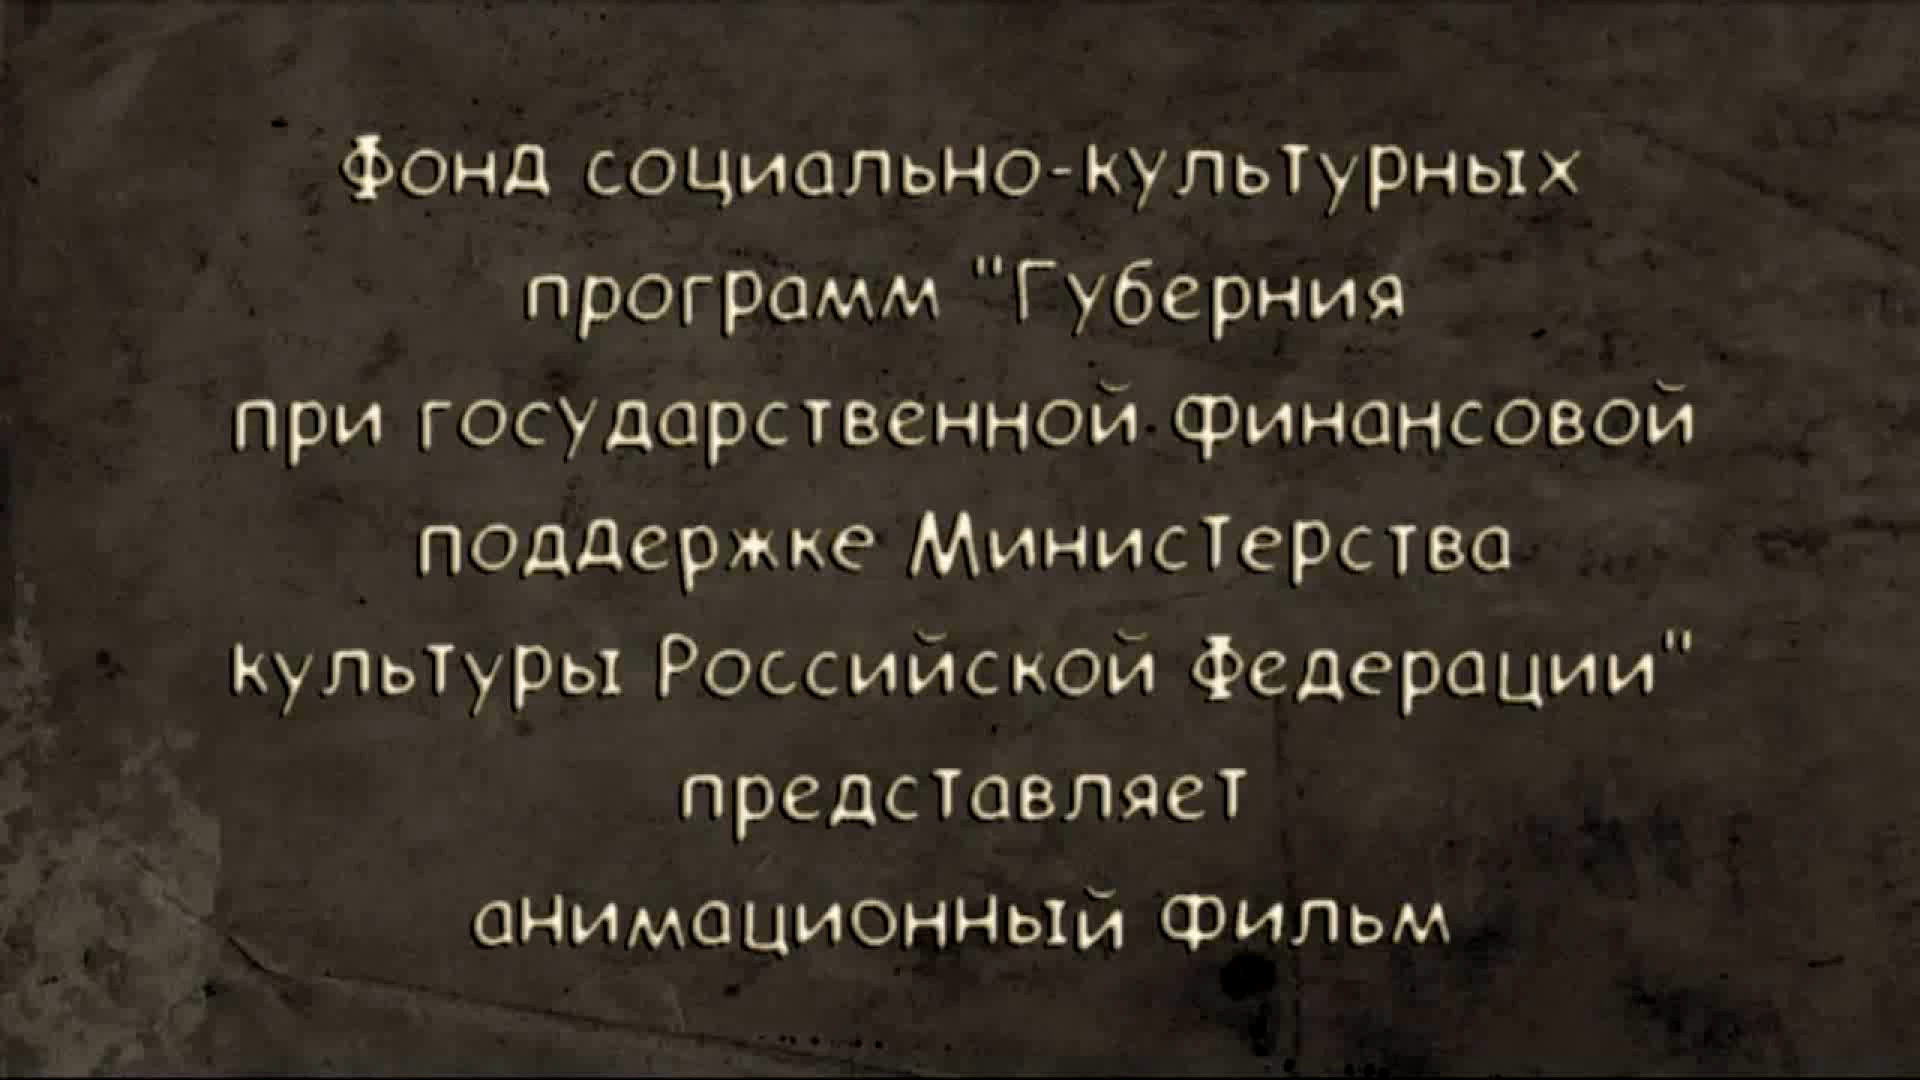 Фонд социально-культурных
программ "Губерния
при государственной финансовой
поддержке Министерства
культуры Российской Федерации"
представляет
анимационный фильм